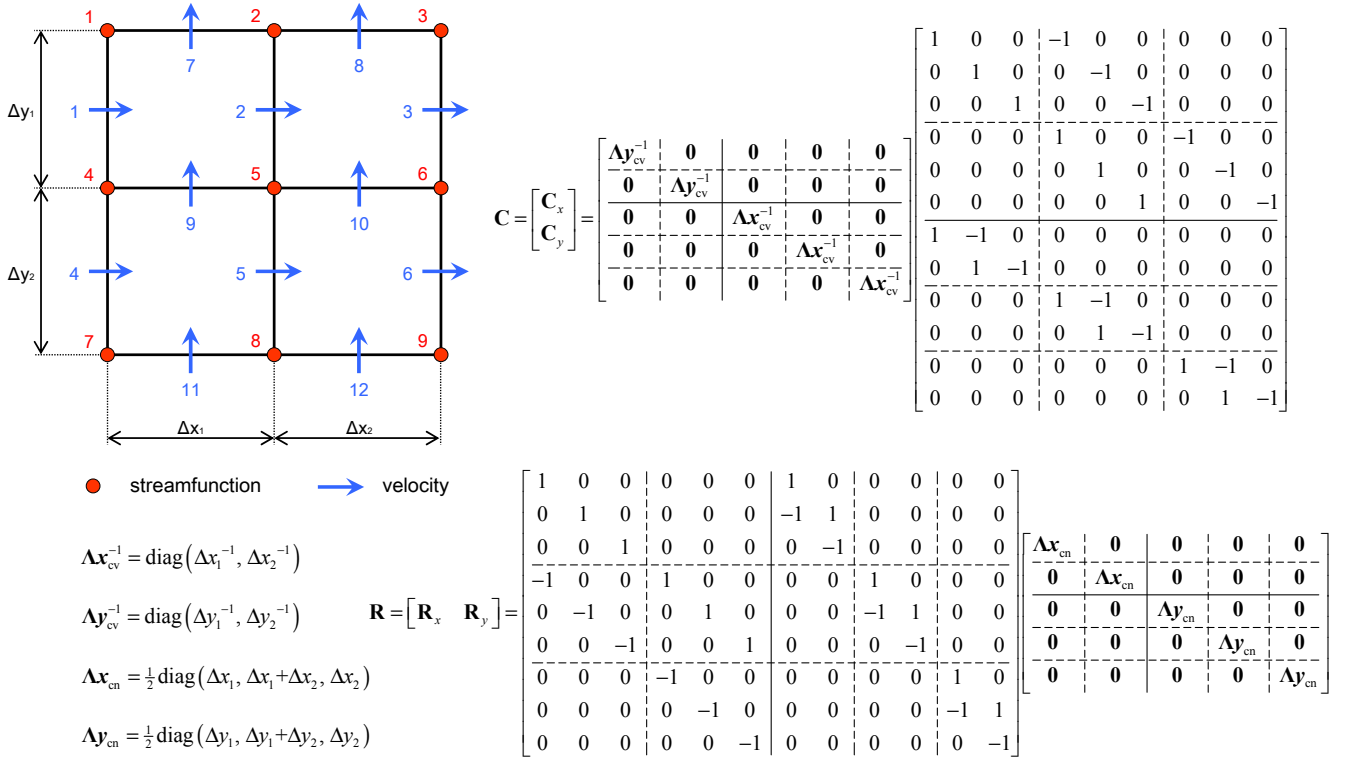 1 2 3
7 8
Δy₁ 1 2 3
4 5 6
9 10
Δy₂ 4 5 6
7 8 9
11 12
Δx₁ Δx₂
streamfunction velocity
C = [C_x C_y] =
Λy_cv^−1 0 0 0 0
0 Λy_cv^−1 0 0 0
0 0 Λx_cv^−1 0 0
0 0 0 Λx_cv^−1 0
0 0 0 0 Λx_cv^−1
1 0 0 −1 0 0 0 0 0
0 1 0 0 −1 0 0 0 0
0 0 1 0 0 −1 0 0 0
0 0 0 1 0 0 −1 0 0
0 0 0 0 1 0 0 −1 0
0 0 0 0 0 1 0 0 −1
1 −1 0 0 0 0 0 0 0
0 1 −1 0 0 0 0 0 0
0 0 0 1 −1 0 0 0 0
0 0 0 0 1 −1 0 0 0
0 0 0 0 0 0 1 −1 0
0 0 0 0 0 0 0 1 −1
Λx_cv^−1 = diag(Δx₁^−1, Δx₂^−1)
Λy_cv^−1 = diag(Δy₁^−1, Δy₂^−1)
Λx_cn = ½ diag(Δx₁, Δx₁+Δx₂, Δx₂)
Λy_cn = ½ diag(Δy₁, Δy₁+Δy₂, Δy₂)
R = [R_x R_y] =
1 0 0 0 0 0 1 0 0 0 0 0
0 1 0 0 0 0 −1 1 0 0 0 0
0 0 1 0 0 0 0 −1 0 0 0 0
−1 0 0 1 0 0 0 0 1 0 0 0
0 −1 0 0 1 0 0 0 −1 1 0 0
0 0 −1 0 0 1 0 0 0 −1 0 0
0 0 0 −1 0 0 0 0 0 0 1 0
0 0 0 0 −1 0 0 0 0 0 −1 1
0 0 0 0 0 −1 0 0 0 0 0 −1
Λx_cn 0 0 0 0
0 Λx_cn 0 0 0
0 0 Λy_cn 0 0
0 0 0 Λy_cn 0
0 0 0 0 Λy_cn